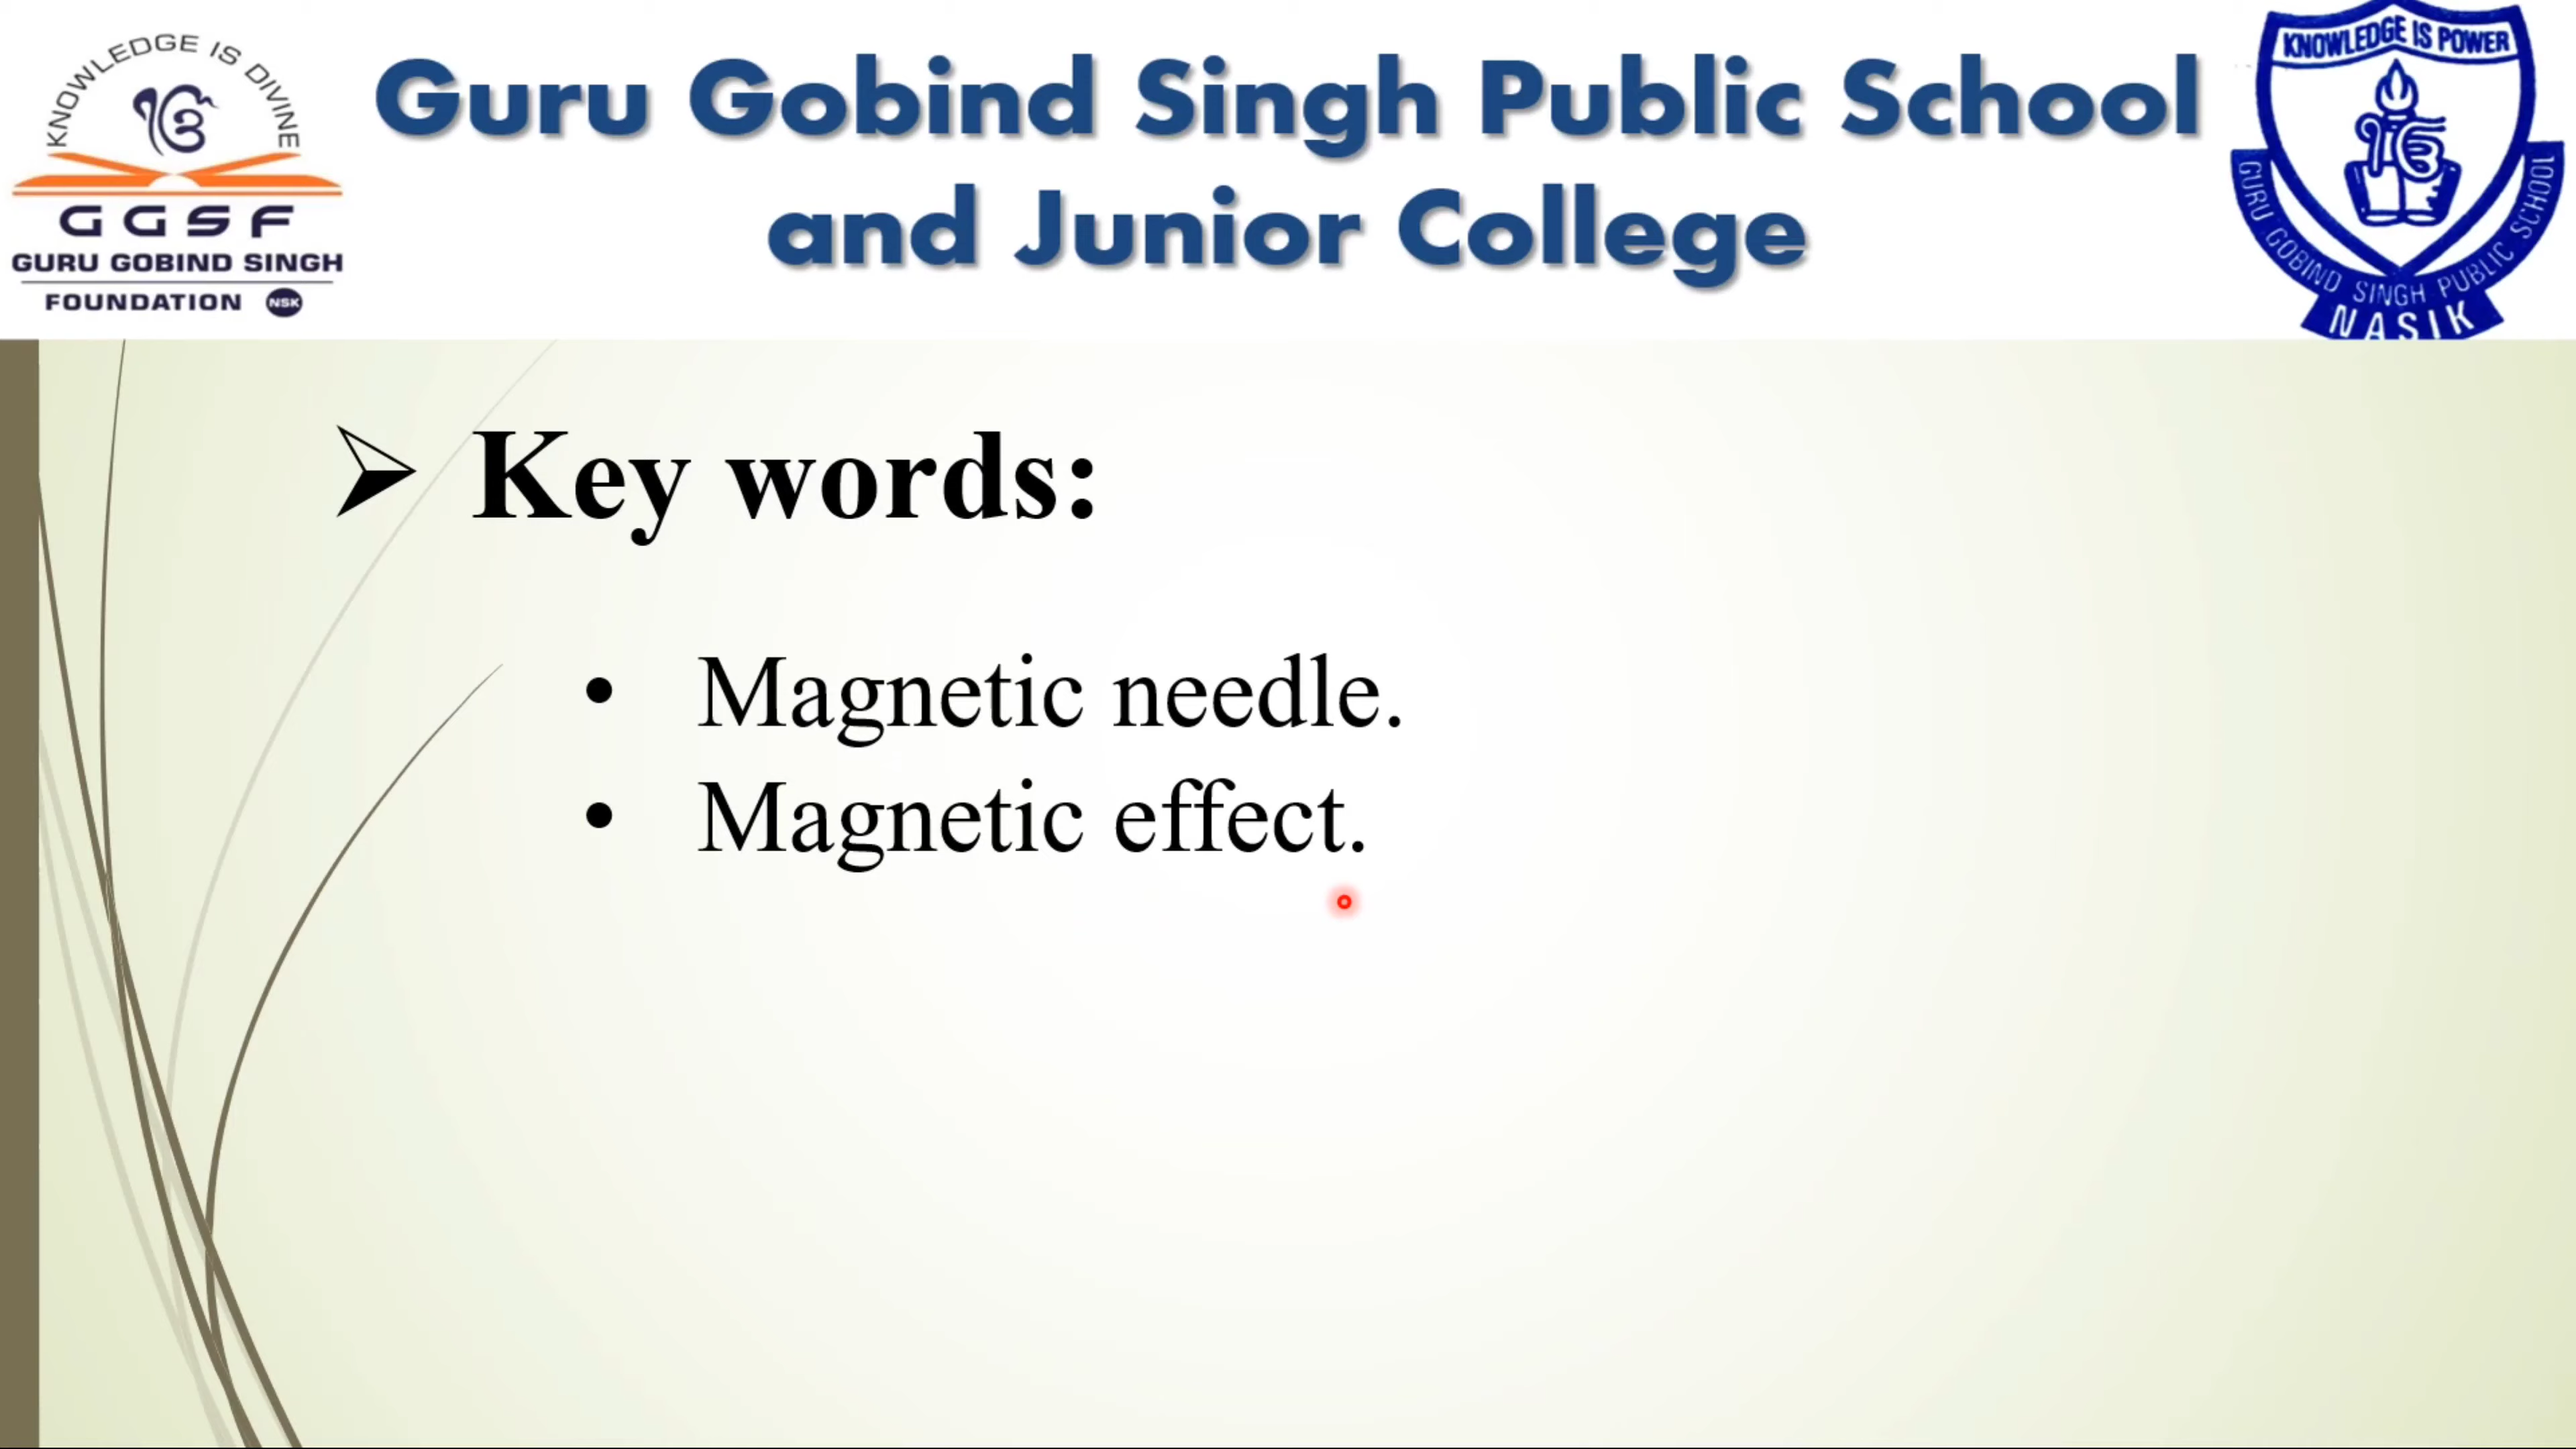 KNOWLEDGE IS DIVINE
ੴ
GGSF
GURU GOBIND SINGH
FOUNDATION NSK
Guru Gobind Singh Public School
and Junior College
KNOWLEDGE IS POWER
ੴ
GURU GOBIND SINGH PUBLIC SCHOOL
NASIK
➢ Key words:
• Magnetic needle.
• Magnetic effect.